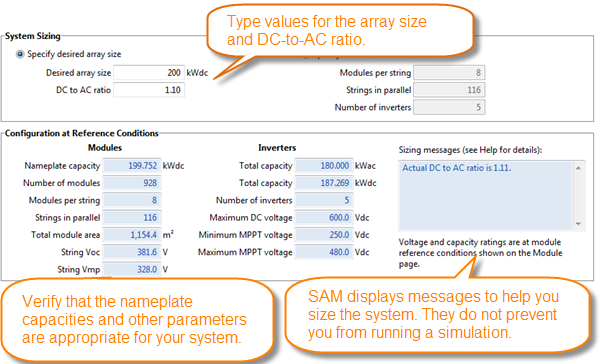 Type values for the array size
and DC-to-AC ratio.
System Sizing
Specify desired array size
Desired array size 200 kWdc
DC to AC ratio 1.10
Modules per string 8
Strings in parallel 116
Number of inverters 5
Configuration at Reference Conditions
Modules
Nameplate capacity 199.752 kWdc
Number of modules 928
Modules per string 8
Strings in parallel 116
Total module area 1,154.4 m²
String Voc 381.6 V
String Vmp 328.0 V
Inverters
Total capacity 180.000 kWac
Total capacity 187.269 kWdc
Number of inverters 5
Maximum DC voltage 600.0 Vdc
Minimum MPPT voltage 250.0 Vdc
Maximum MPPT voltage 480.0 Vdc
Sizing messages (see Help for details):
Actual DC to AC ratio is 1.11.
Voltage and capacity ratings are at module
reference conditions shown on the Module
page.
Verify that the nameplate
capacities and other parameters
are appropriate for your system.
SAM displays messages to help you
size the system. They do not prevent
you from running a simulation.